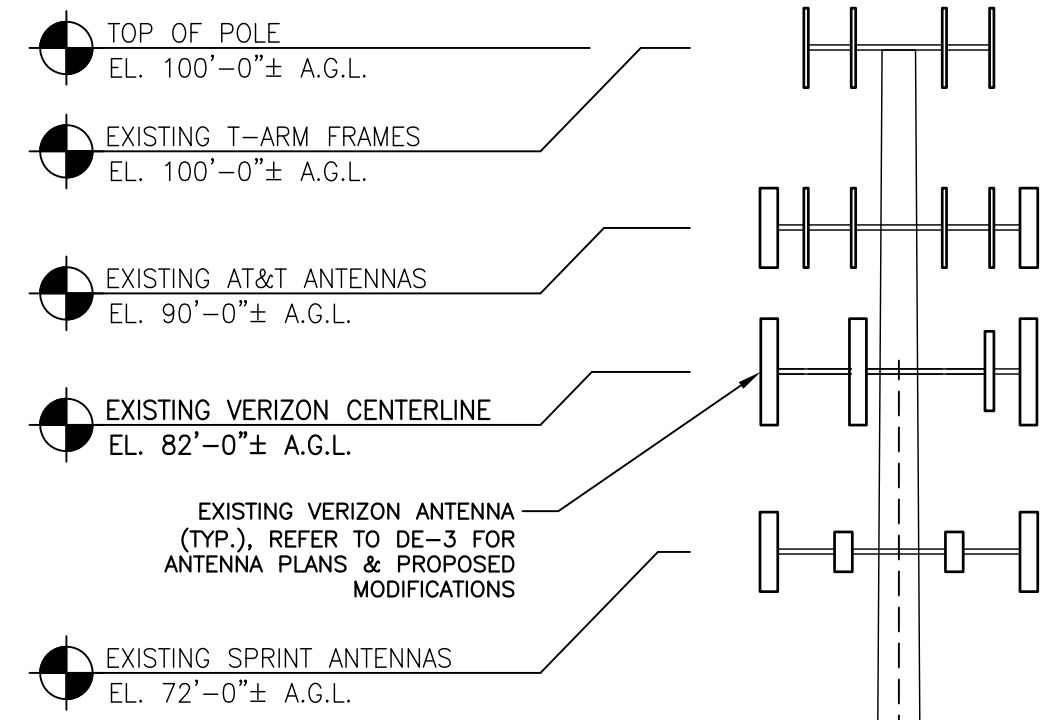 TOP OF POLE
EL. 100'-0"± A.G.L.
EXISTING T-ARM FRAMES
EL. 100'-0"± A.G.L.
EXISTING AT&T ANTENNAS
EL. 90'-0"± A.G.L.
EXISTING VERIZON CENTERLINE
EL. 82'-0"± A.G.L.
EXISTING VERIZON ANTENNA
(TYP.), REFER TO DE-3 FOR
ANTENNA PLANS & PROPOSED
MODIFICATIONS
EXISTING SPRINT ANTENNAS
EL. 72'-0"± A.G.L.